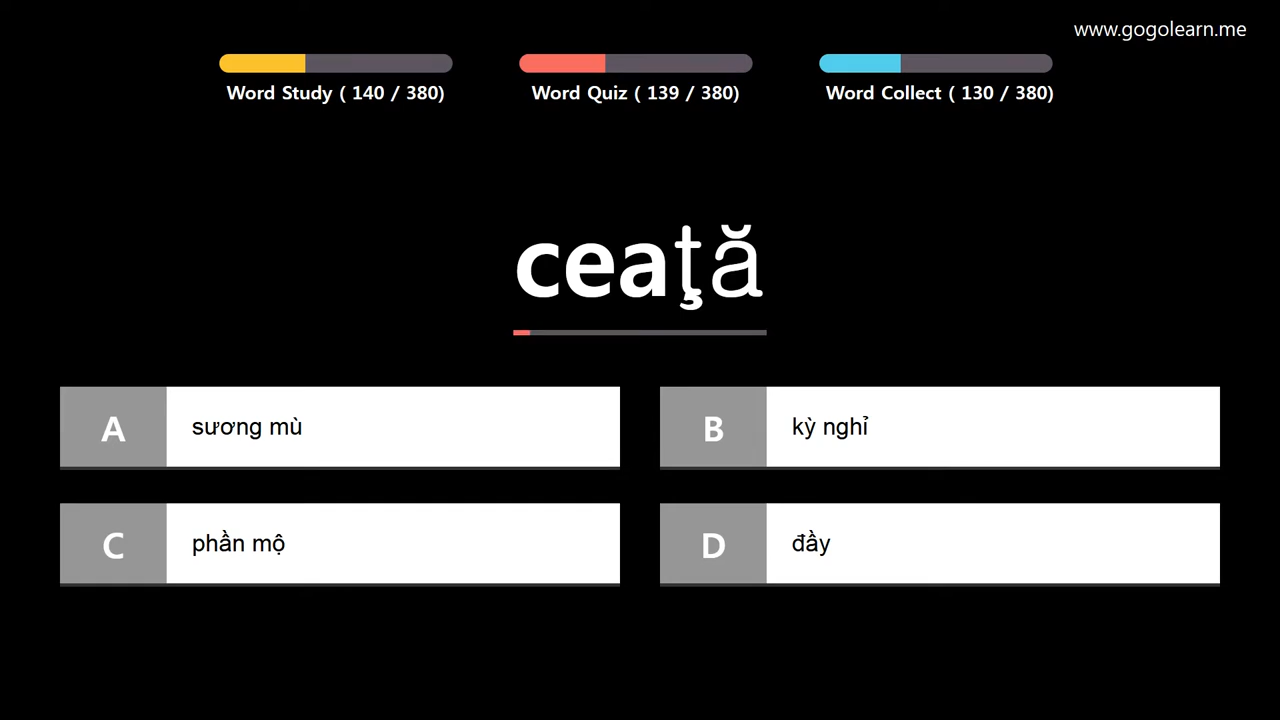 www.gogolearn.me
Word Study ( 140 / 380)
Word Quiz ( 139 / 380)
Word Collect ( 130 / 380)
ceaţă
A
sương mù
B
kỳ nghỉ
C
phần mộ
D
đầy